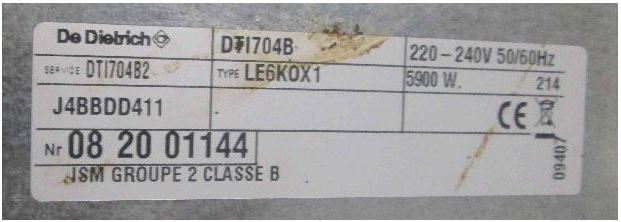 De Dietrich DTI704B 220-240V 50/60Hz
SERVICE DTI704B2 TYPE LE6K0X1 5900 W. 214
J4BBDD411 CE
Nr 08 20 01144
JSM GROUPE 2 CLASSE B
09407